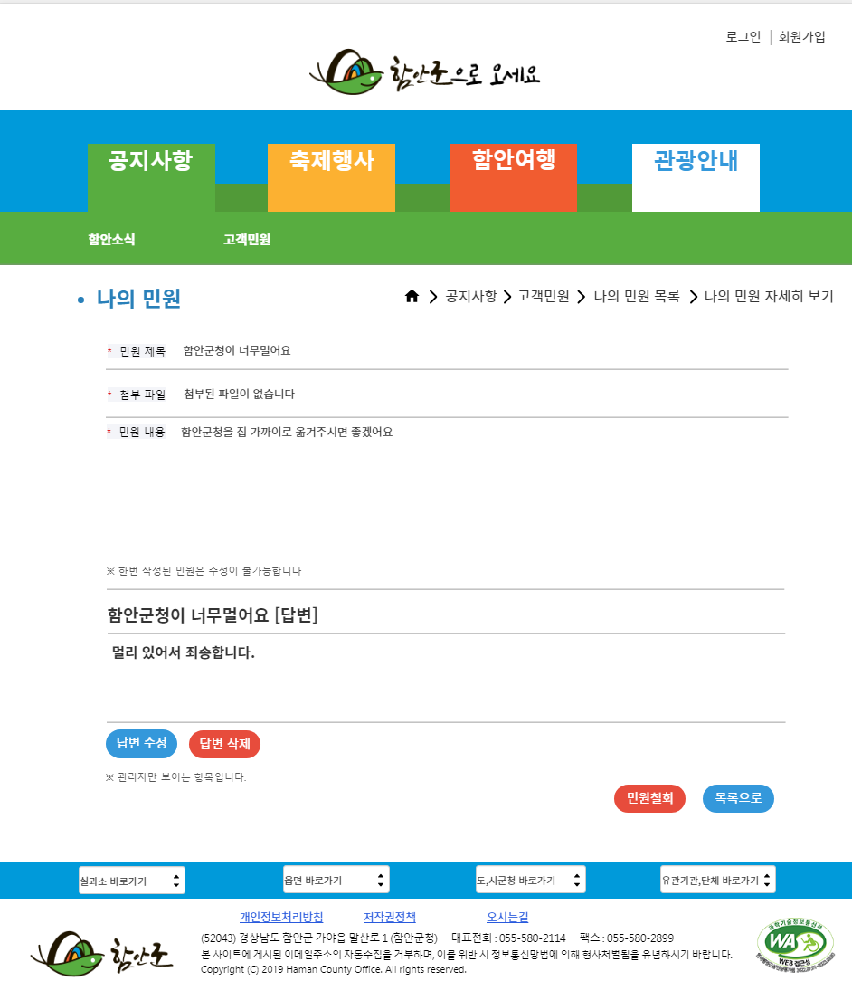 로그인 회원가입
함안군으로 오세요
공지사항 축제행사 함안여행 관광안내
함안소식 고객민원
• 나의 민원
공지사항 고객민원 나의 민원 목록 나의 민원 자세히 보기
* 민원 제목 함안군청이 너무멀어요
* 첨부 파일 첨부된 파일이 없습니다
* 민원 내용 함안군청을 집 가까이로 옮겨주시면 좋겠어요
※ 한번 작성된 민원은 수정이 불가능합니다
함안군청이 너무멀어요 [답변]
멀리 있어서 죄송합니다.
답변 수정 답변 삭제
※ 관리자만 보이는 항목입니다.
민원철회 목록으로
실과소 바로가기 읍면 바로가기 도,시군청 바로가기 유관기관,단체 바로가기
개인정보처리방침 저작권정책 오시는길
(52043) 경상남도 함안군 가야읍 말산로 1 (함안군청) 대표전화 : 055-580-2114 팩스 : 055-580-2899
본 사이트에 게시된 이메일주소의 자동수집을 거부하며, 이를 위반 시 정보통신망법에 의해 형사처벌됨을 유념하시기 바랍니다.
Copyright (C) 2019 Haman County Office. All rights reserved.
함안군
과학기술정보통신부
WA
WEB 접근성